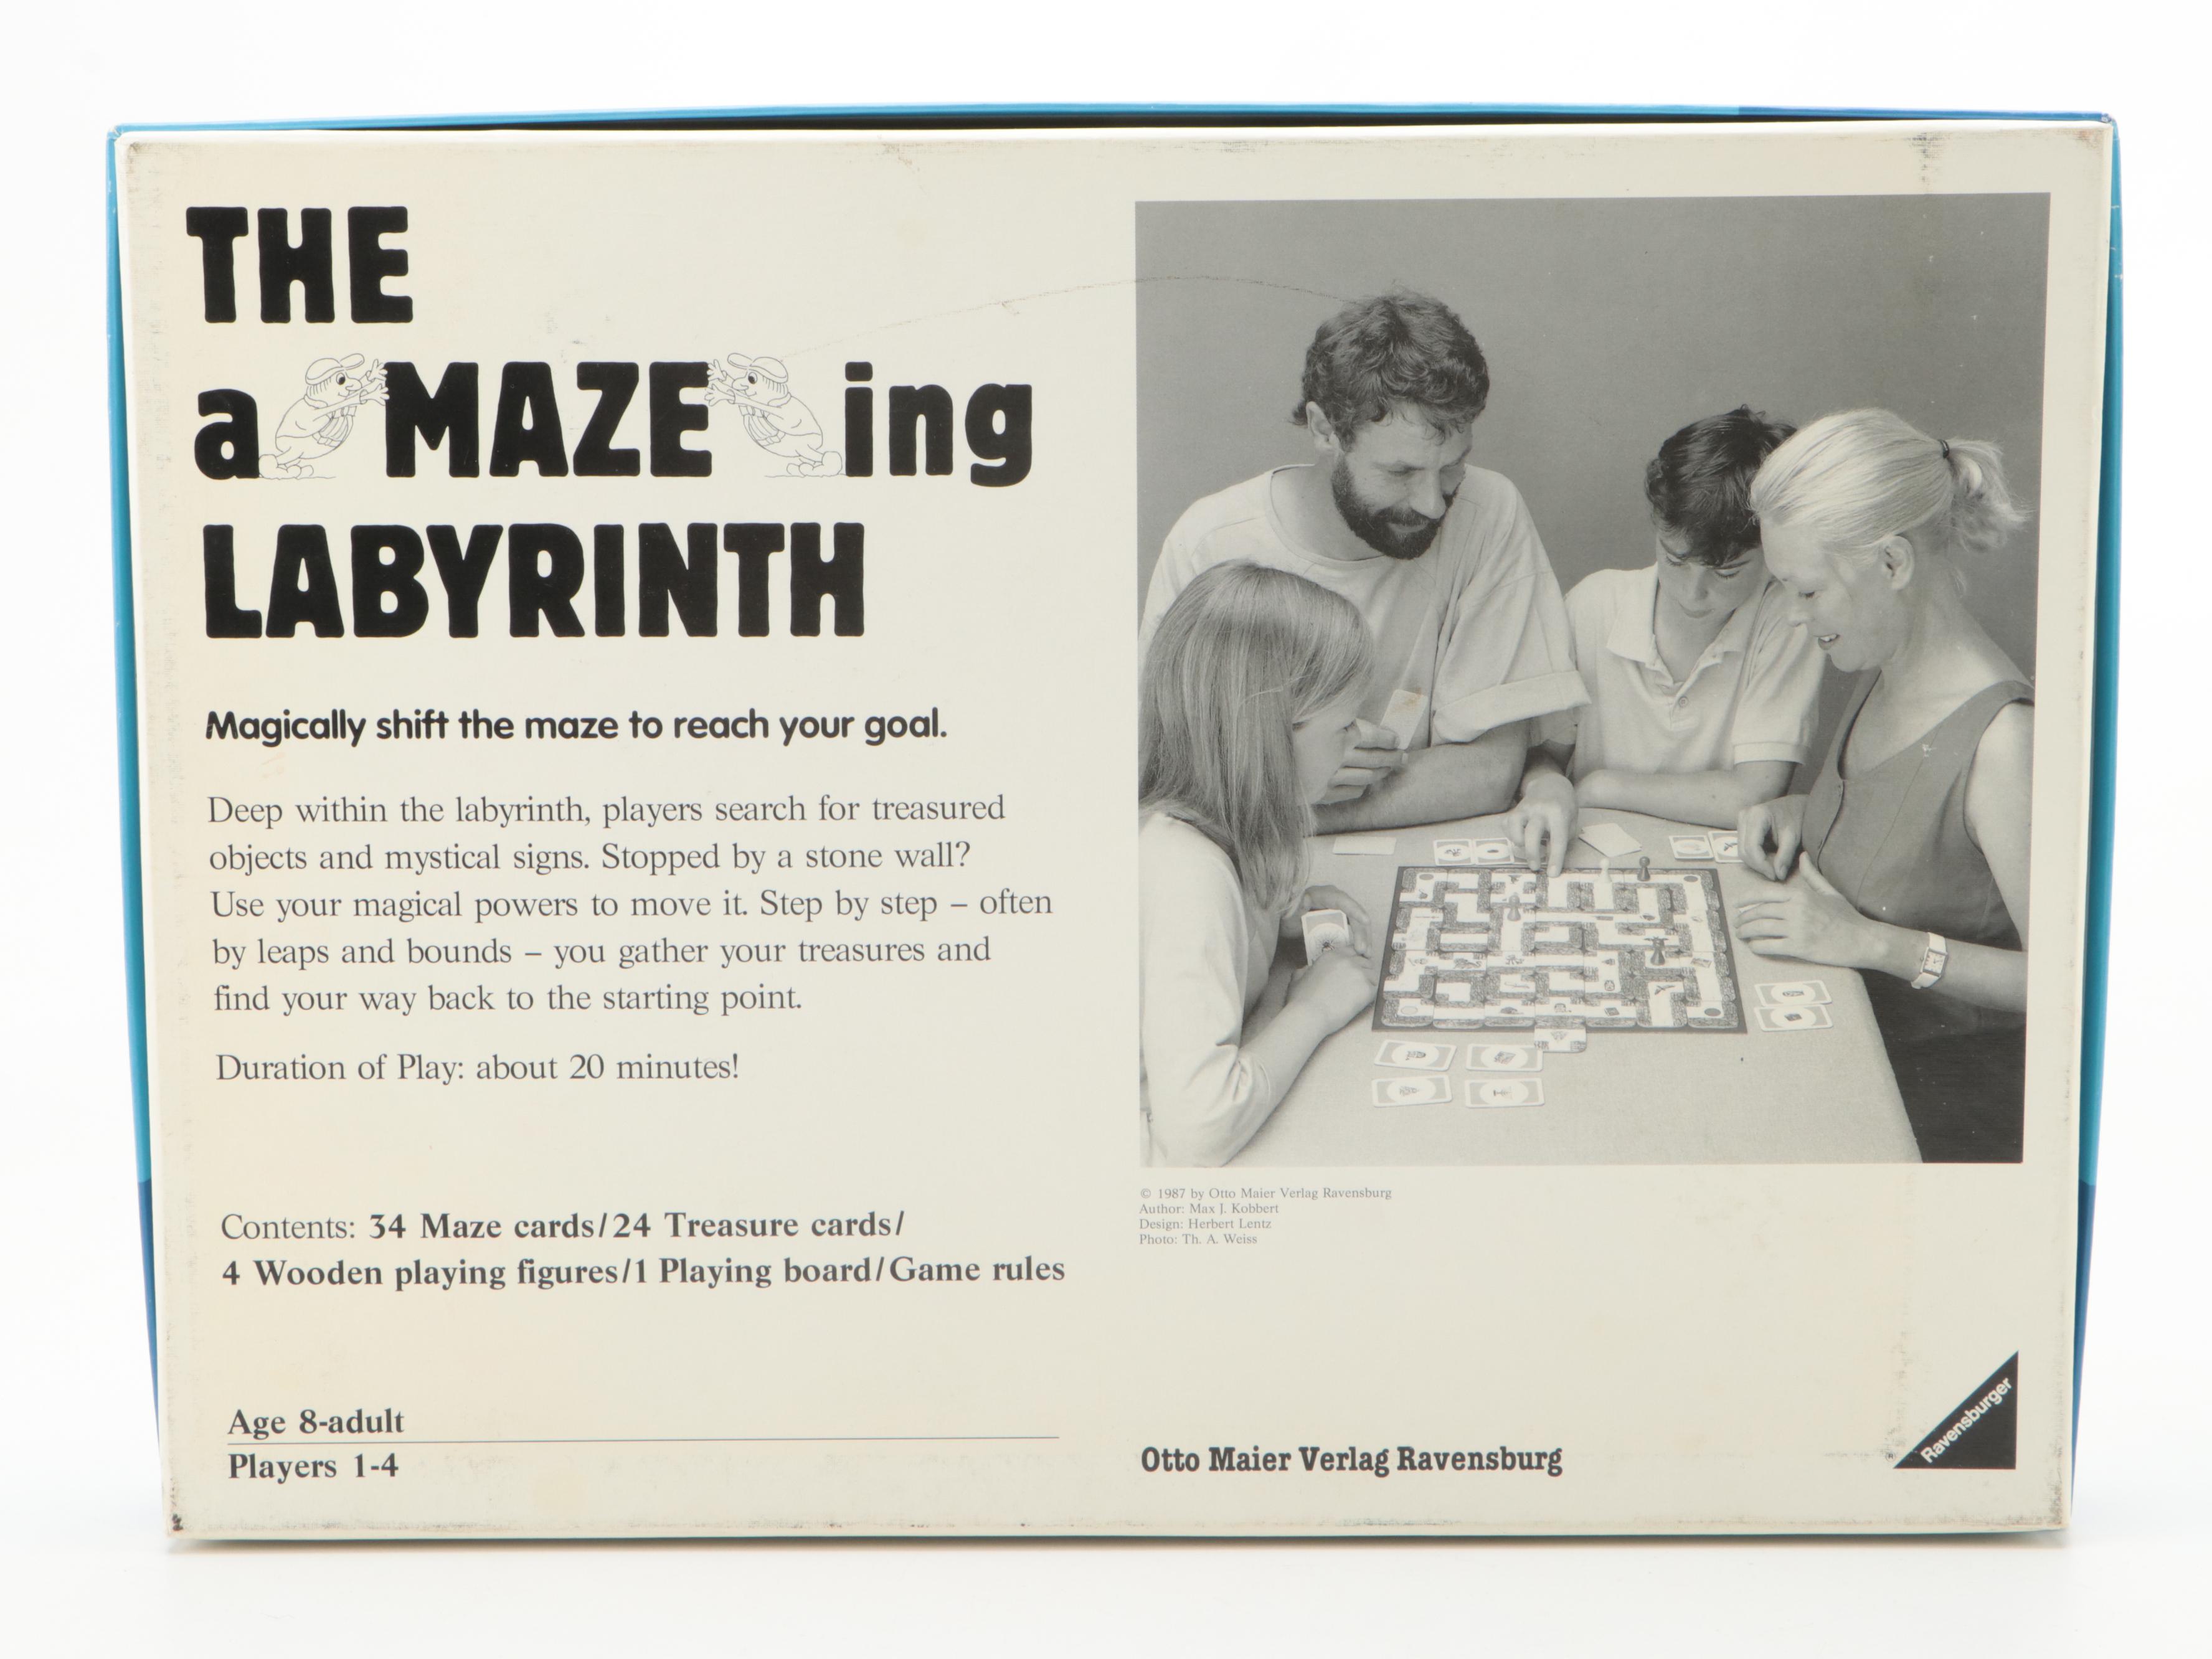 THE
a MAZE ing
LABYRINTH
Magically shift the maze to reach your goal.
Deep within the labyrinth, players search for treasured
objects and mystical signs. Stopped by a stone wall?
Use your magical powers to move it. Step by step – often
by leaps and bounds – you gather your treasures and
find your way back to the starting point.
Duration of Play: about 20 minutes!
Contents: 34 Maze cards/24 Treasure cards/
4 Wooden playing figures/1 Playing board/Game rules
Age 8-adult
Players 1-4
© 1987 by Otto Maier Verlag Ravensburg
Author: Max J. Kobbert
Design: Herbert Lentz
Photo: Th. A. Weiss
Otto Maier Verlag Ravensburg
Ravensburger